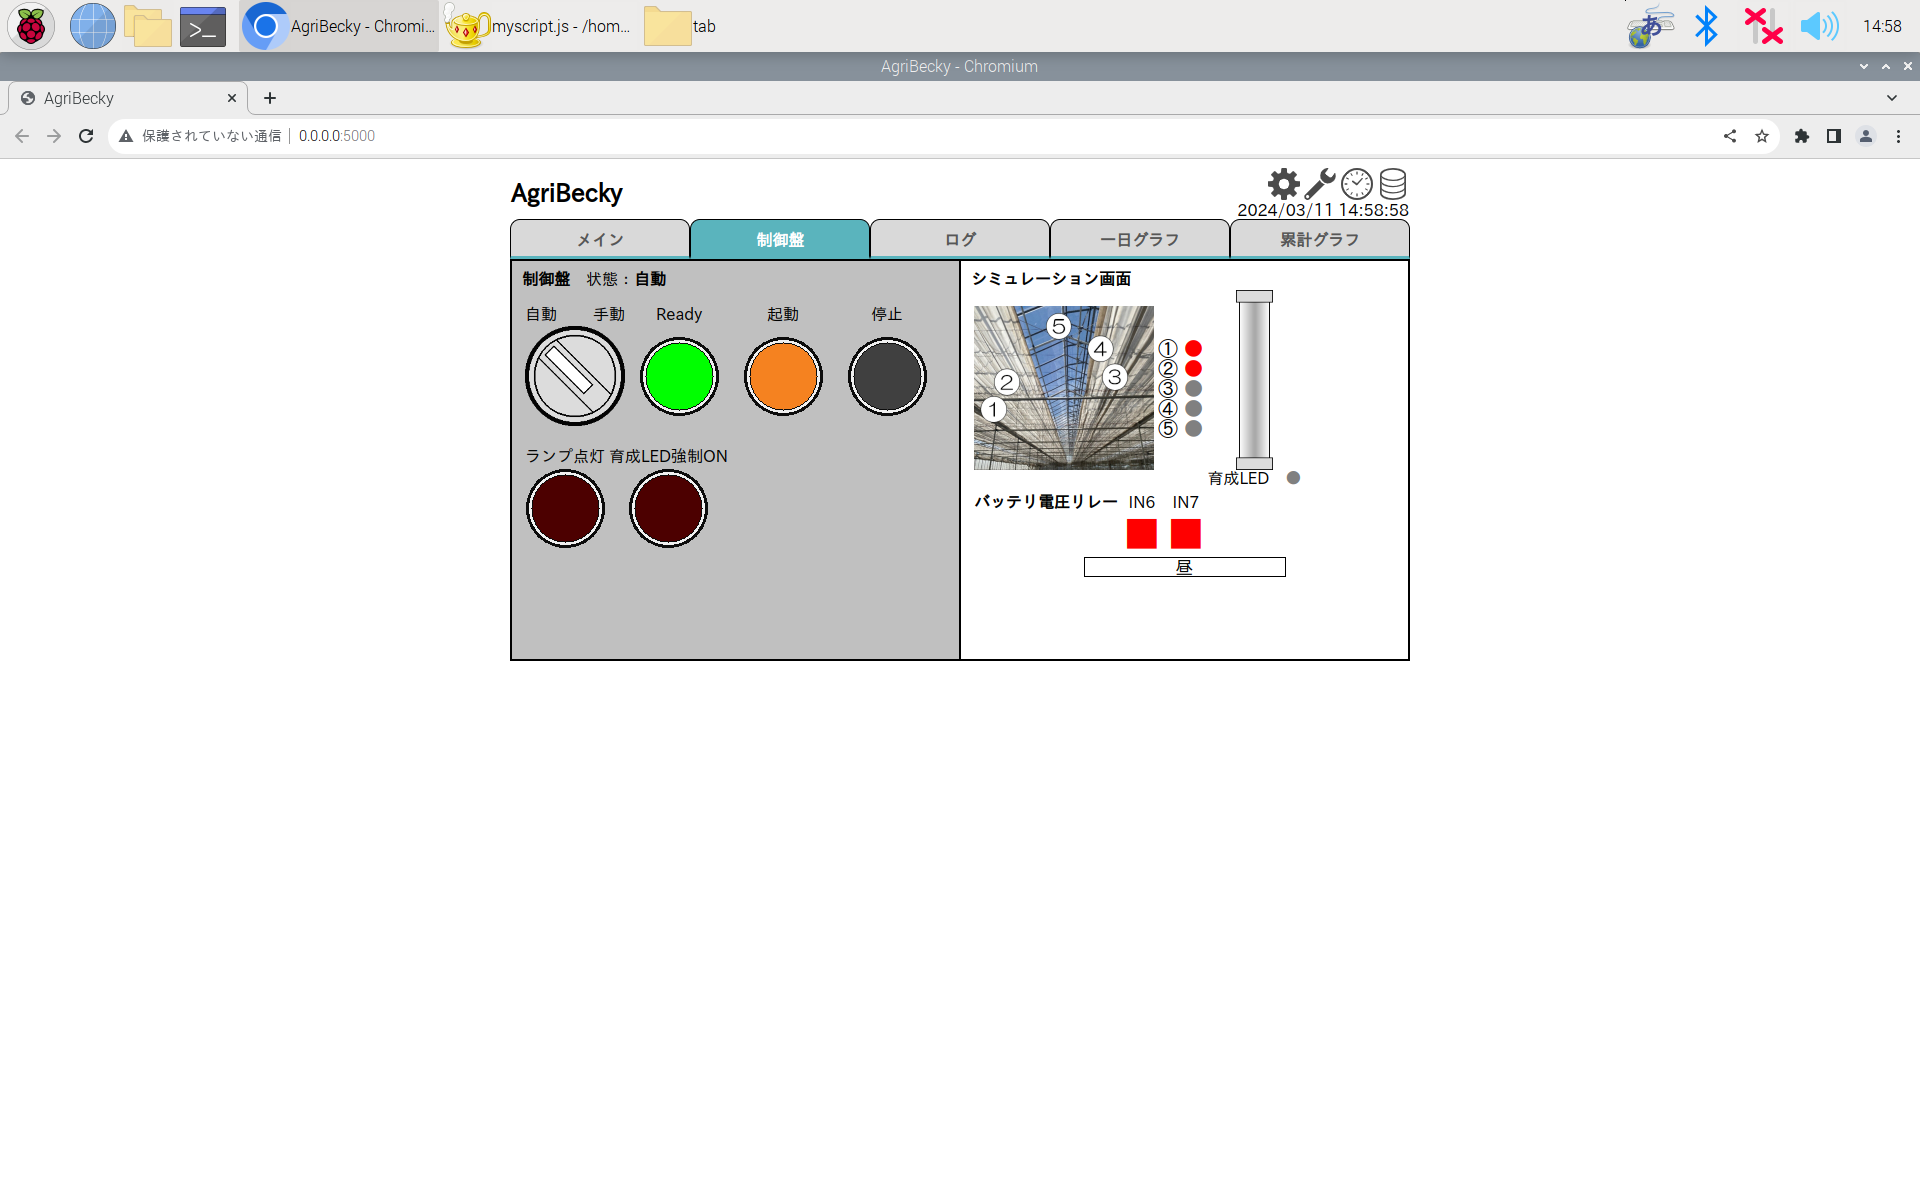 AgriBecky - Chromi...
myscript.js - /hom...
tab
あ
14:58
AgriBecky - Chromium
AgriBecky
保護されていない通信
0.0.0.0:5000
AgriBecky
2024/03/11 14:58:58
メイン
制御盤
ログ
一日グラフ
累計グラフ
制御盤 状態：自動
自動 手動 Ready 起動 停止
ランプ点灯 育成LED強制ON
シミュレーション画面
⑤
④
③
②
①
①
②
③
④
⑤
育成LED
バッテリ電圧リレー IN6 IN7
昼